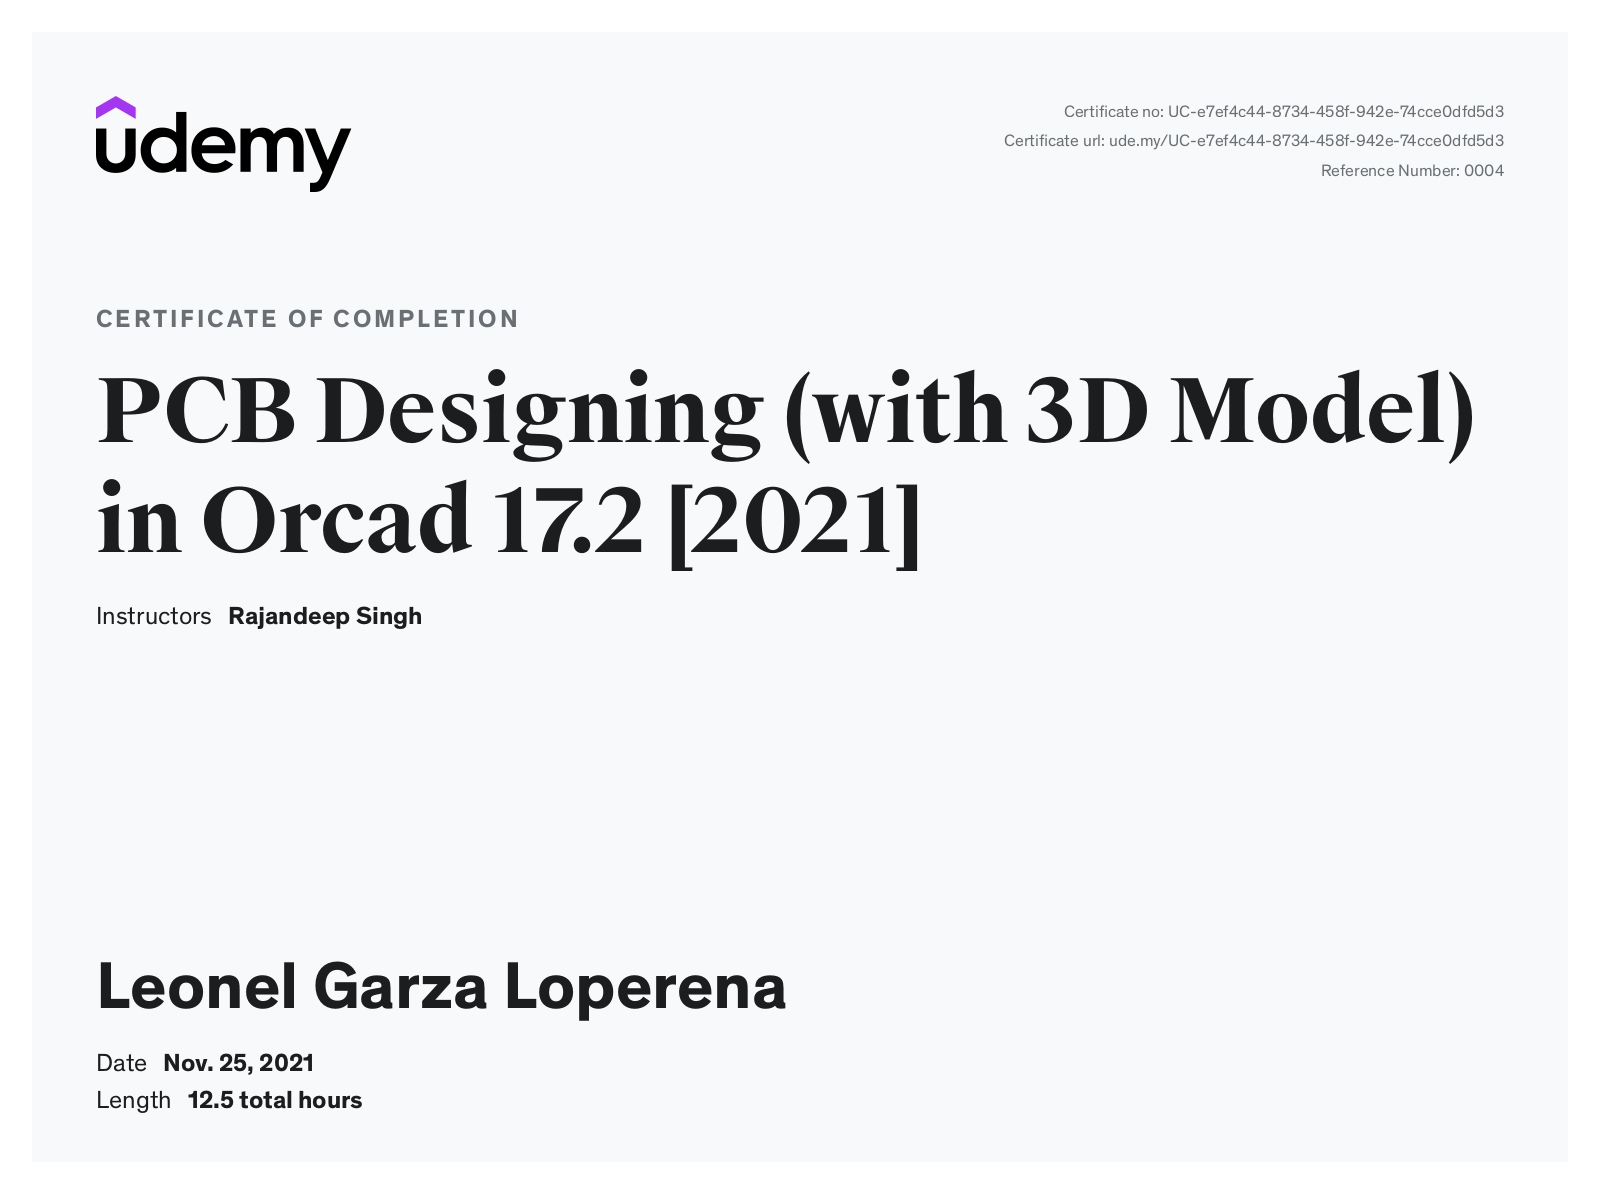 udemy
Certificate no: UC-e7ef4c44-8734-458f-942e-74cce0dfd5d3
Certificate url: ude.my/UC-e7ef4c44-8734-458f-942e-74cce0dfd5d3
Reference Number: 0004
CERTIFICATE OF COMPLETION
PCB Designing (with 3D Model)
in Orcad 17.2 [2021]
Instructors Rajandeep Singh
Leonel Garza Loperena
Date Nov. 25, 2021
Length 12.5 total hours